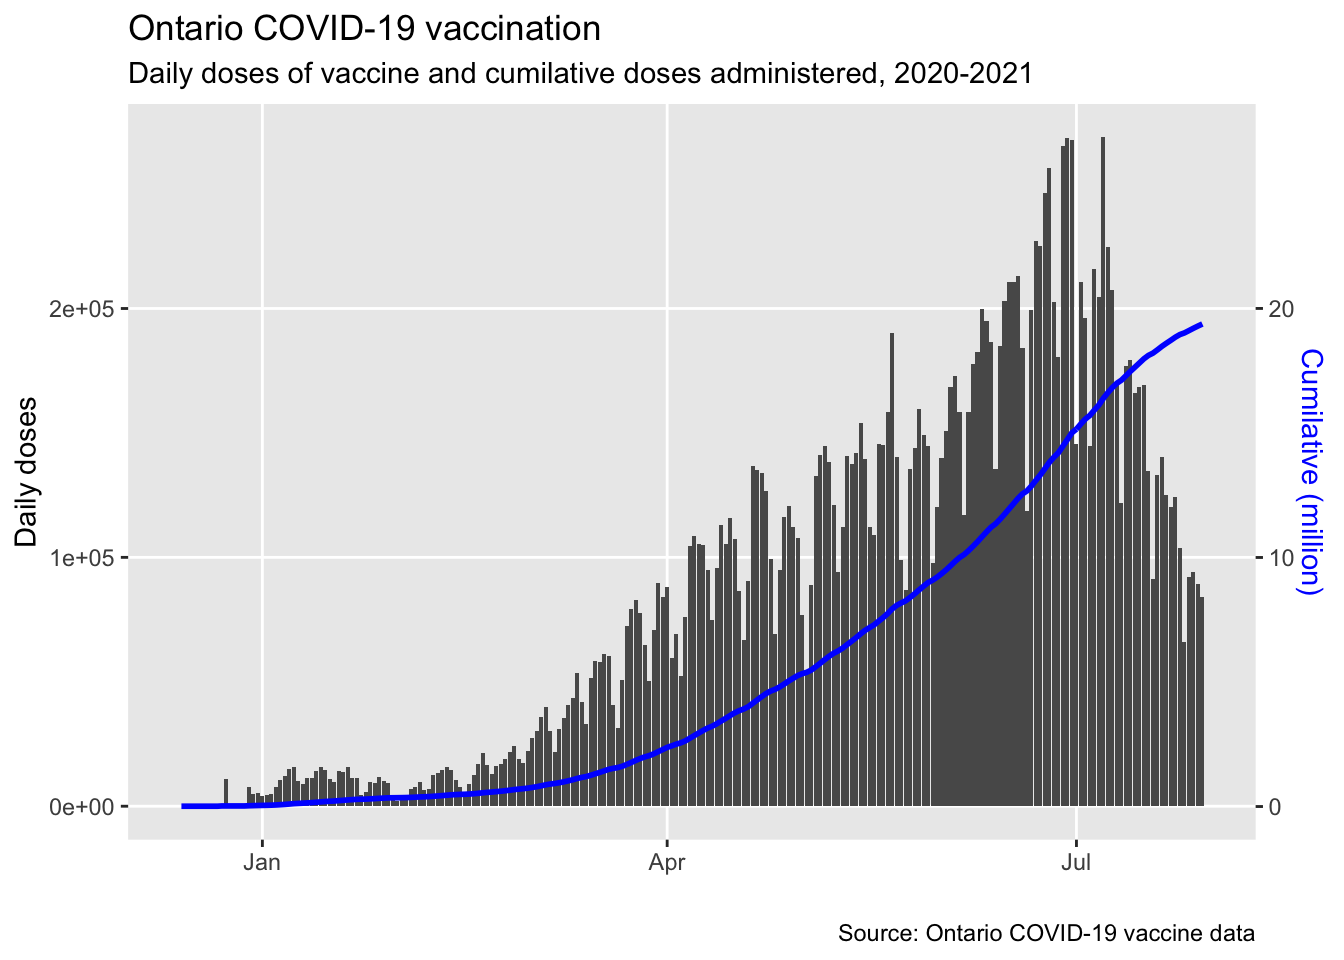 Ontario COVID-19 vaccination
Daily doses of vaccine and cumilative doses administered, 2020-2021
Daily doses
2e+05
1e+05
0e+00
20
10
0
Cumilative (million)
Jan
Apr
Jul
Source: Ontario COVID-19 vaccine data